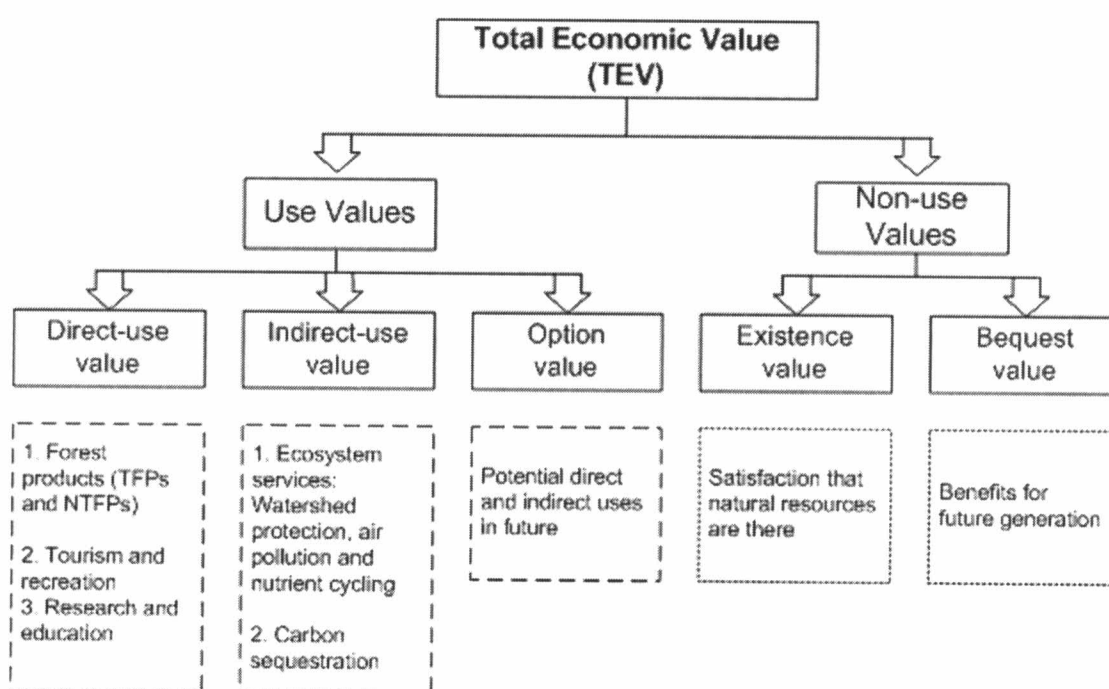 Total Economic Value
(TEV)
Use Values
Non-use
Values
Direct-use
value
Indirect-use
value
Option
value
Existence
value
Bequest
value
1. Forest
products (TFPs
and NTFPs)
2. Tourism and
recreation
3. Research and
education
1. Ecosystem
services:
Watershed
protection, air
pollution and
nutrient cycling
2. Carbon
sequestration
Potential direct
and indirect uses
in future
Satisfaction that
natural resources
are there
Benefits for
future generation